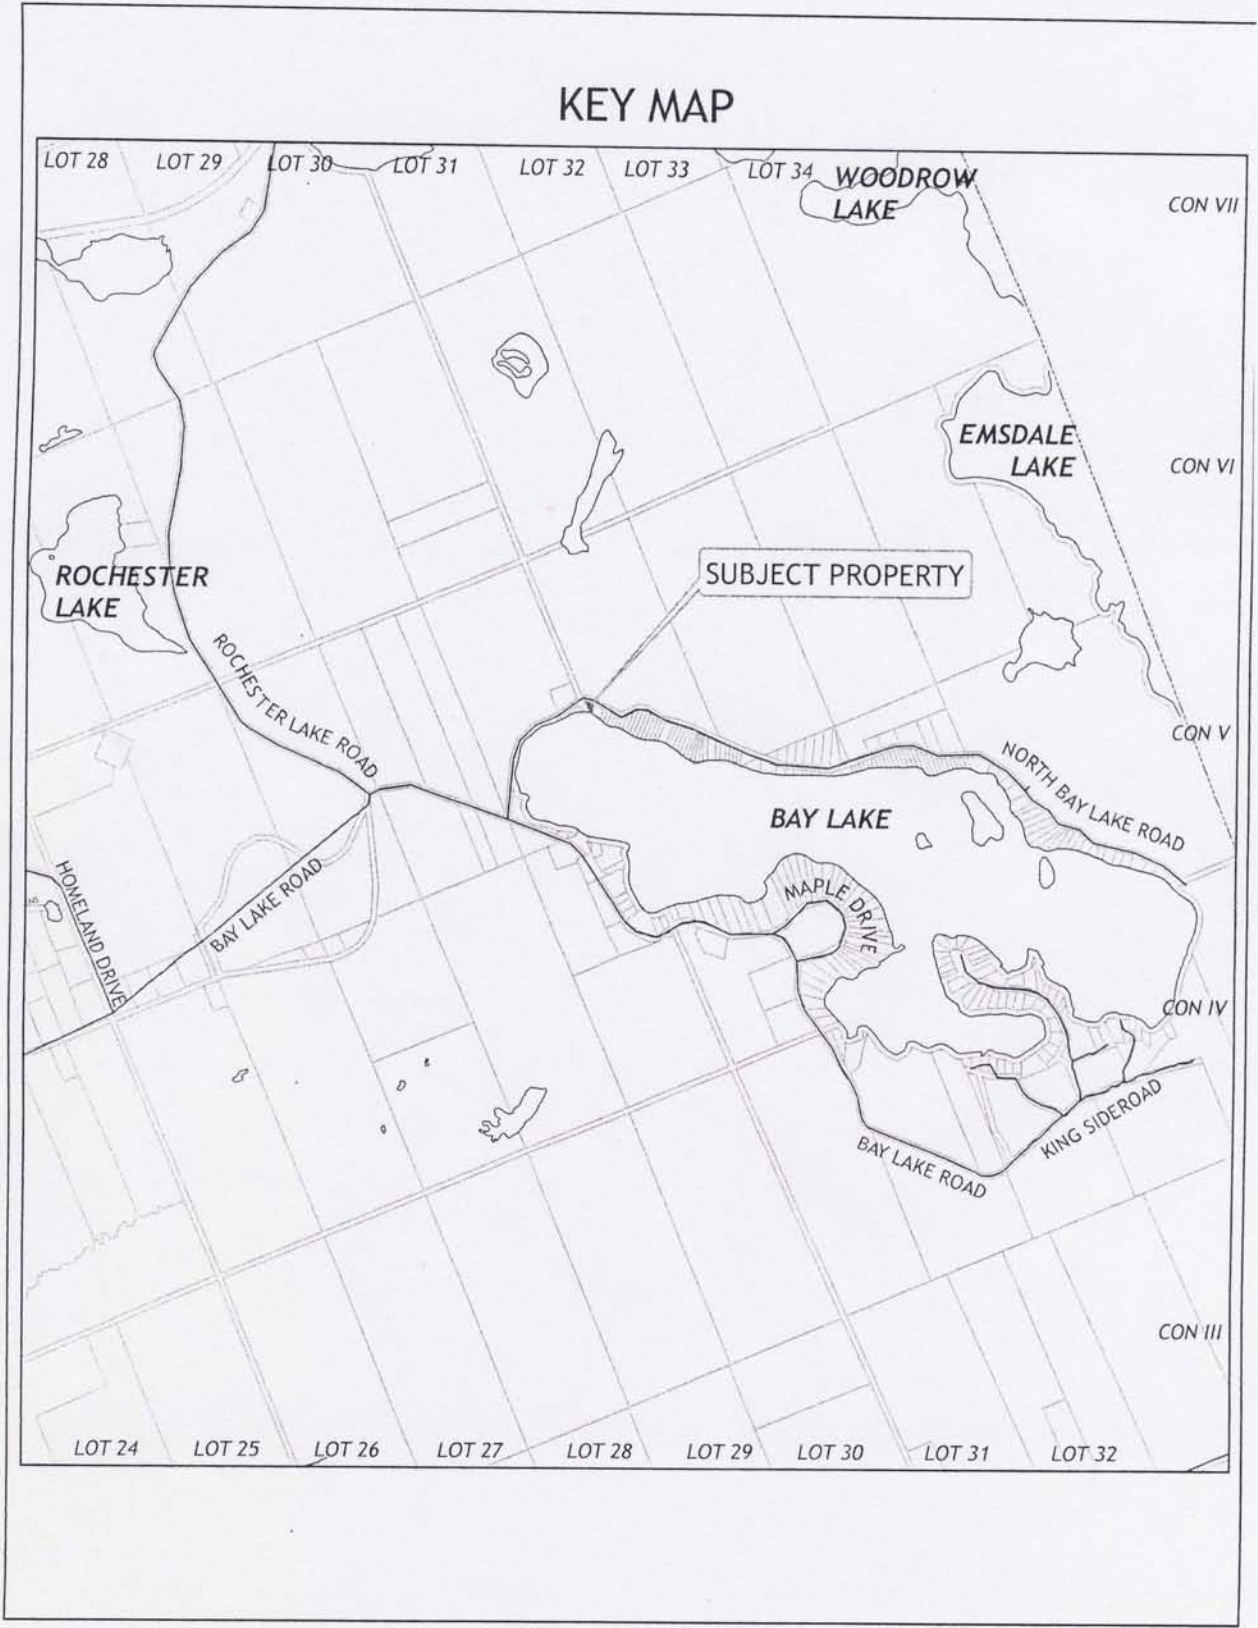 KEY MAP
LOT 28 LOT 29 LOT 30 LOT 31 LOT 32 LOT 33 LOT 34
WOODROW
LAKE
CON VII
EMSDALE
LAKE
CON VI
SUBJECT PROPERTY
ROCHESTER
LAKE
ROCHESTER LAKE ROAD
CON V
NORTH BAY LAKE ROAD
BAY LAKE
MAPLE DRIVE
HOMELAND DRIVE
BAY LAKE ROAD
CON IV
KING SIDEROAD
BAY LAKE ROAD
CON III
LOT 24 LOT 25 LOT 26 LOT 27 LOT 28 LOT 29 LOT 30 LOT 31 LOT 32